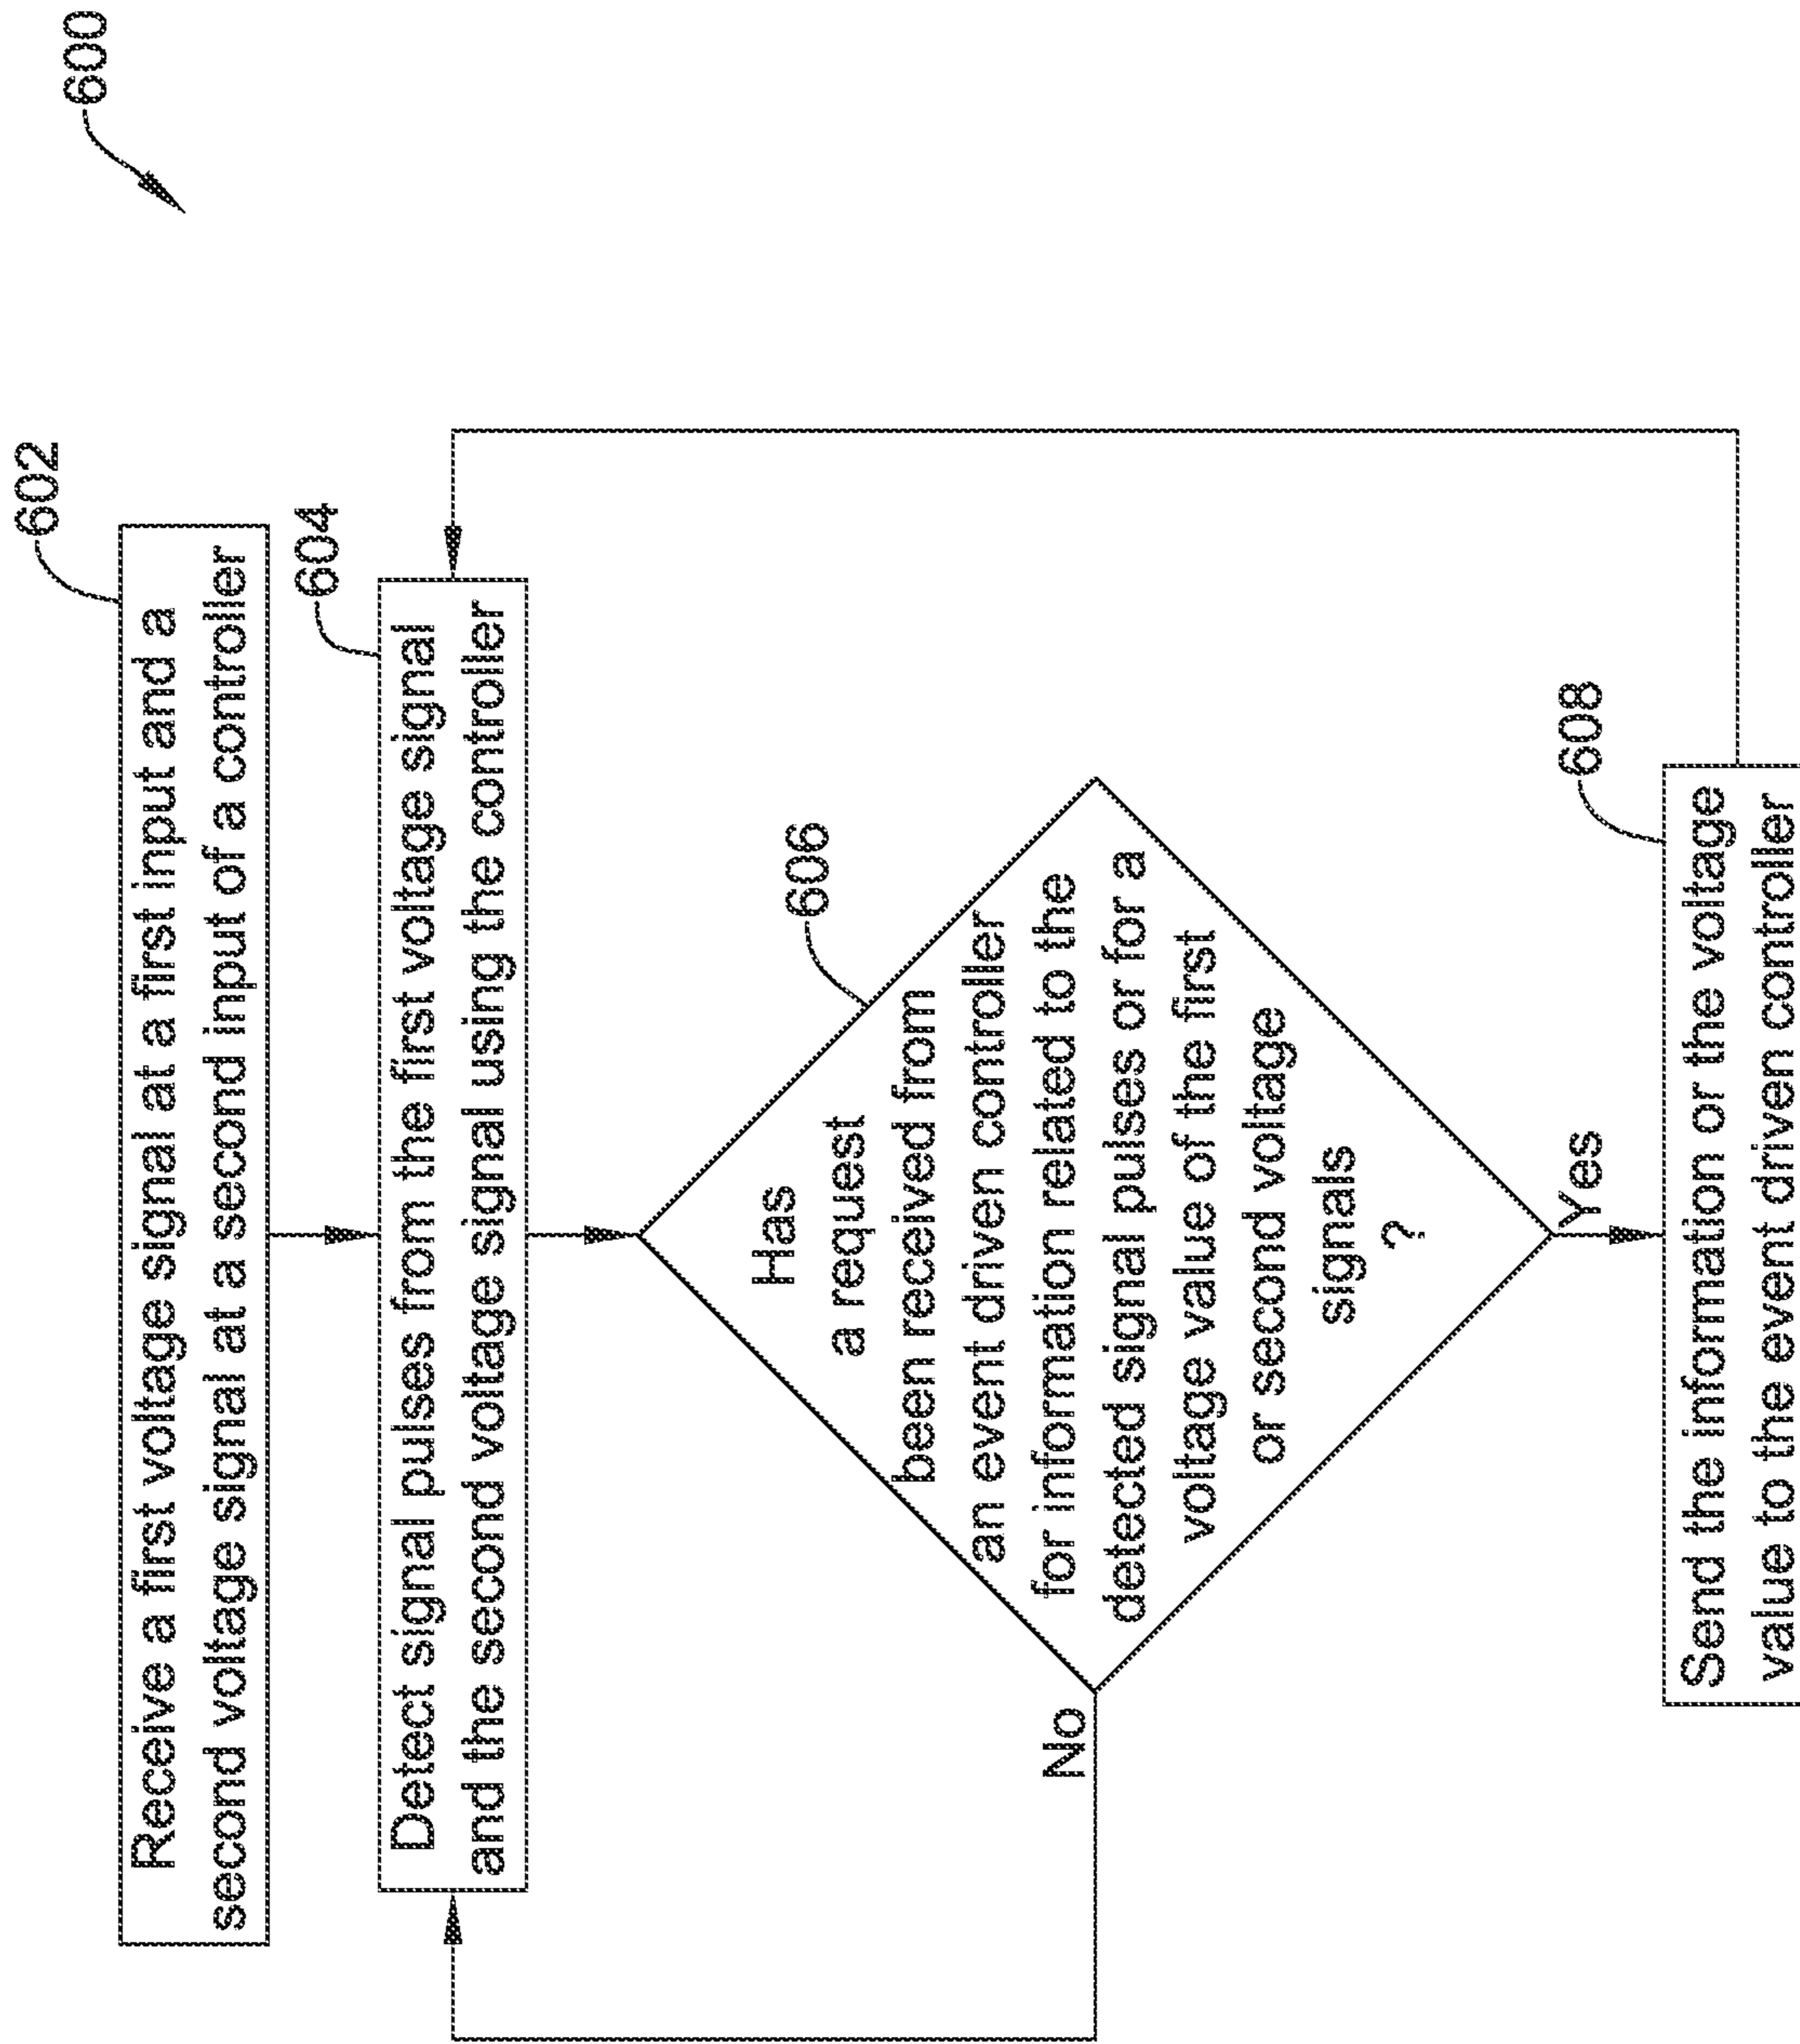 600
602
Receive a first voltage signal at a first input and a
second voltage signal at a second input of a controller
604
Detect signal pulses from the first voltage signal
and the second voltage signal using the controller
606
Has
a request
been received from
an event driven controller
for information related to the
detected signal pulses or for a
voltage value of the first
or second voltage
signals
?
No
Yes
608
Send the information or the voltage
value to the event driven controller